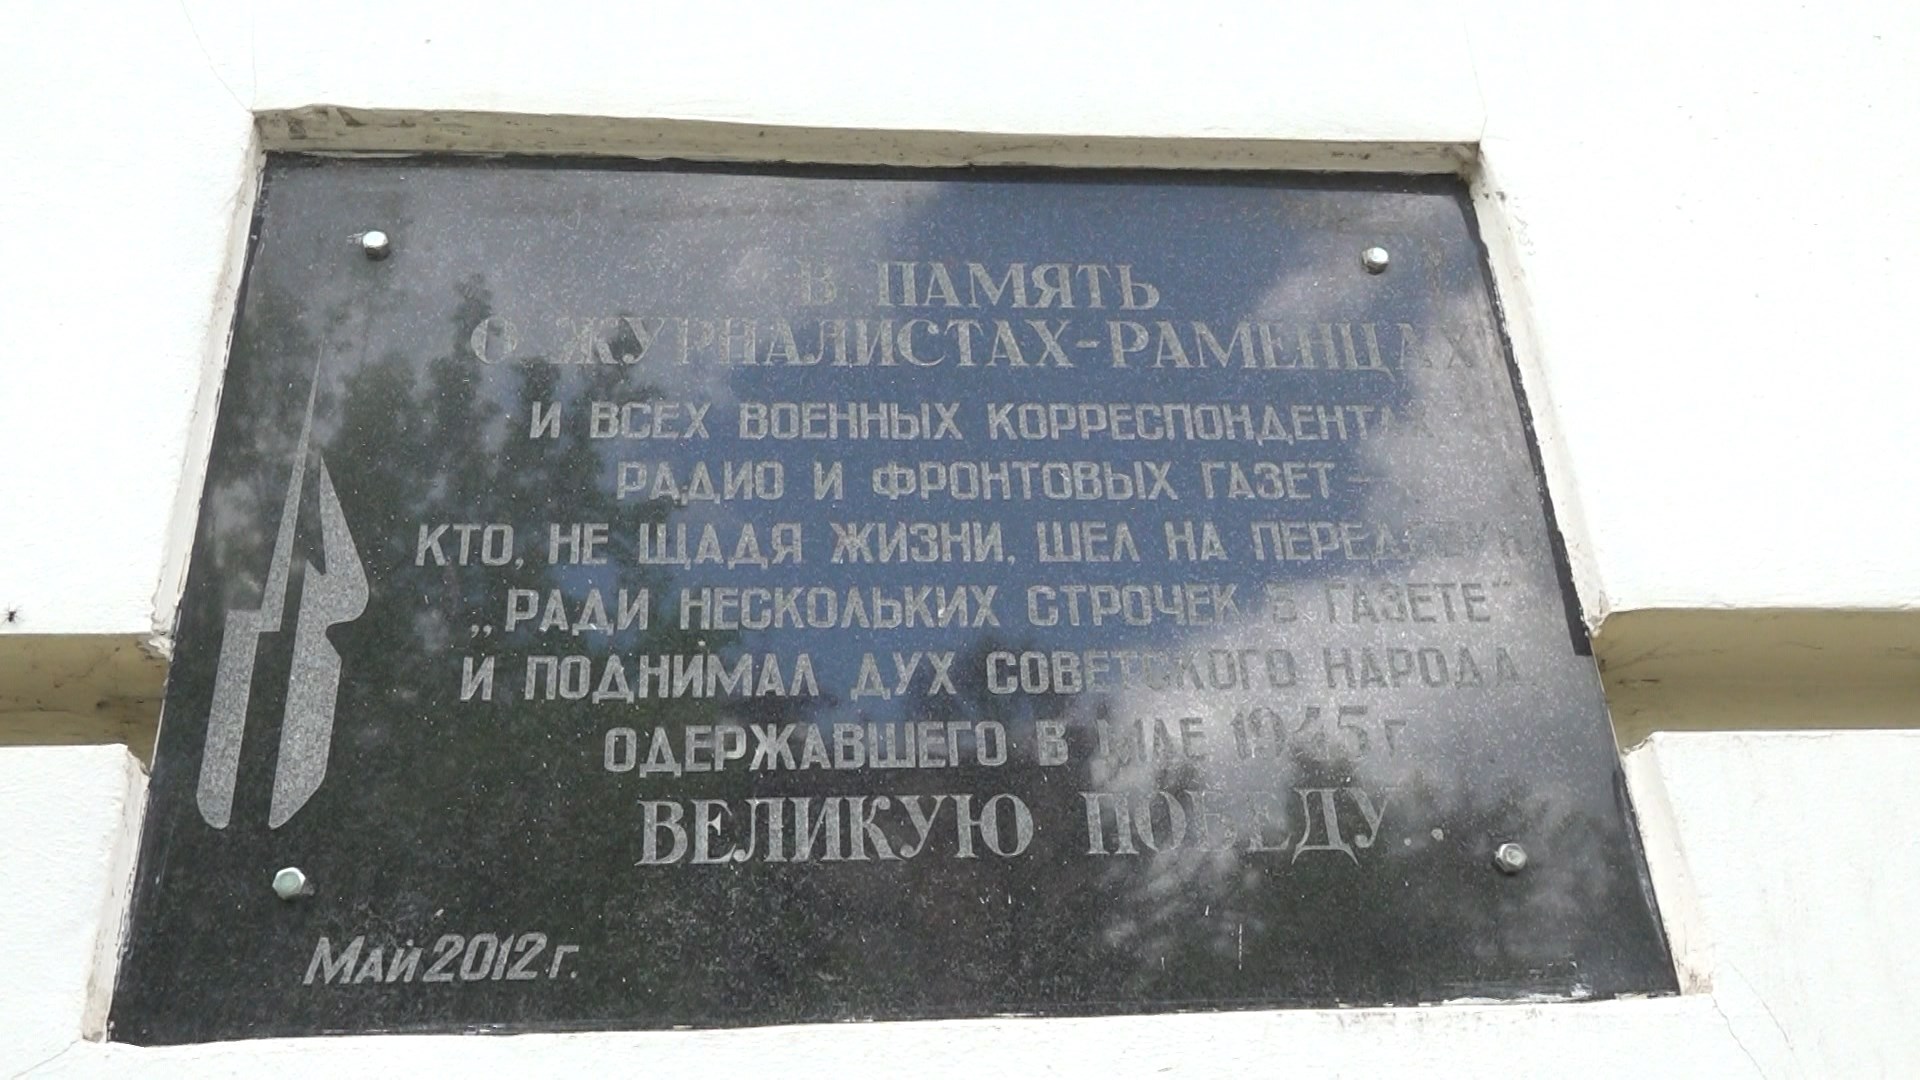 В ПАМЯТЬ
О ЖУРНАЛИСТАХ-РАМЕНЦАХ
И ВСЕХ ВОЕННЫХ КОРРЕСПОНДЕНТАХ
РАДИО И ФРОНТОВЫХ ГАЗЕТ -
КТО, НЕ ЩАДЯ ЖИЗНИ, ШЕЛ НА ПЕРЕДОВУЮ
„РАДИ НЕСКОЛЬКИХ СТРОЧЕК В ГАЗЕТЕ"
И ПОДНИМАЛ ДУХ СОВЕТСКОГО НАРОДА,
ОДЕРЖАВШЕГО В МАЕ 1945 г.
ВЕЛИКУЮ ПОБЕДУ...
МАЙ 2012 г.